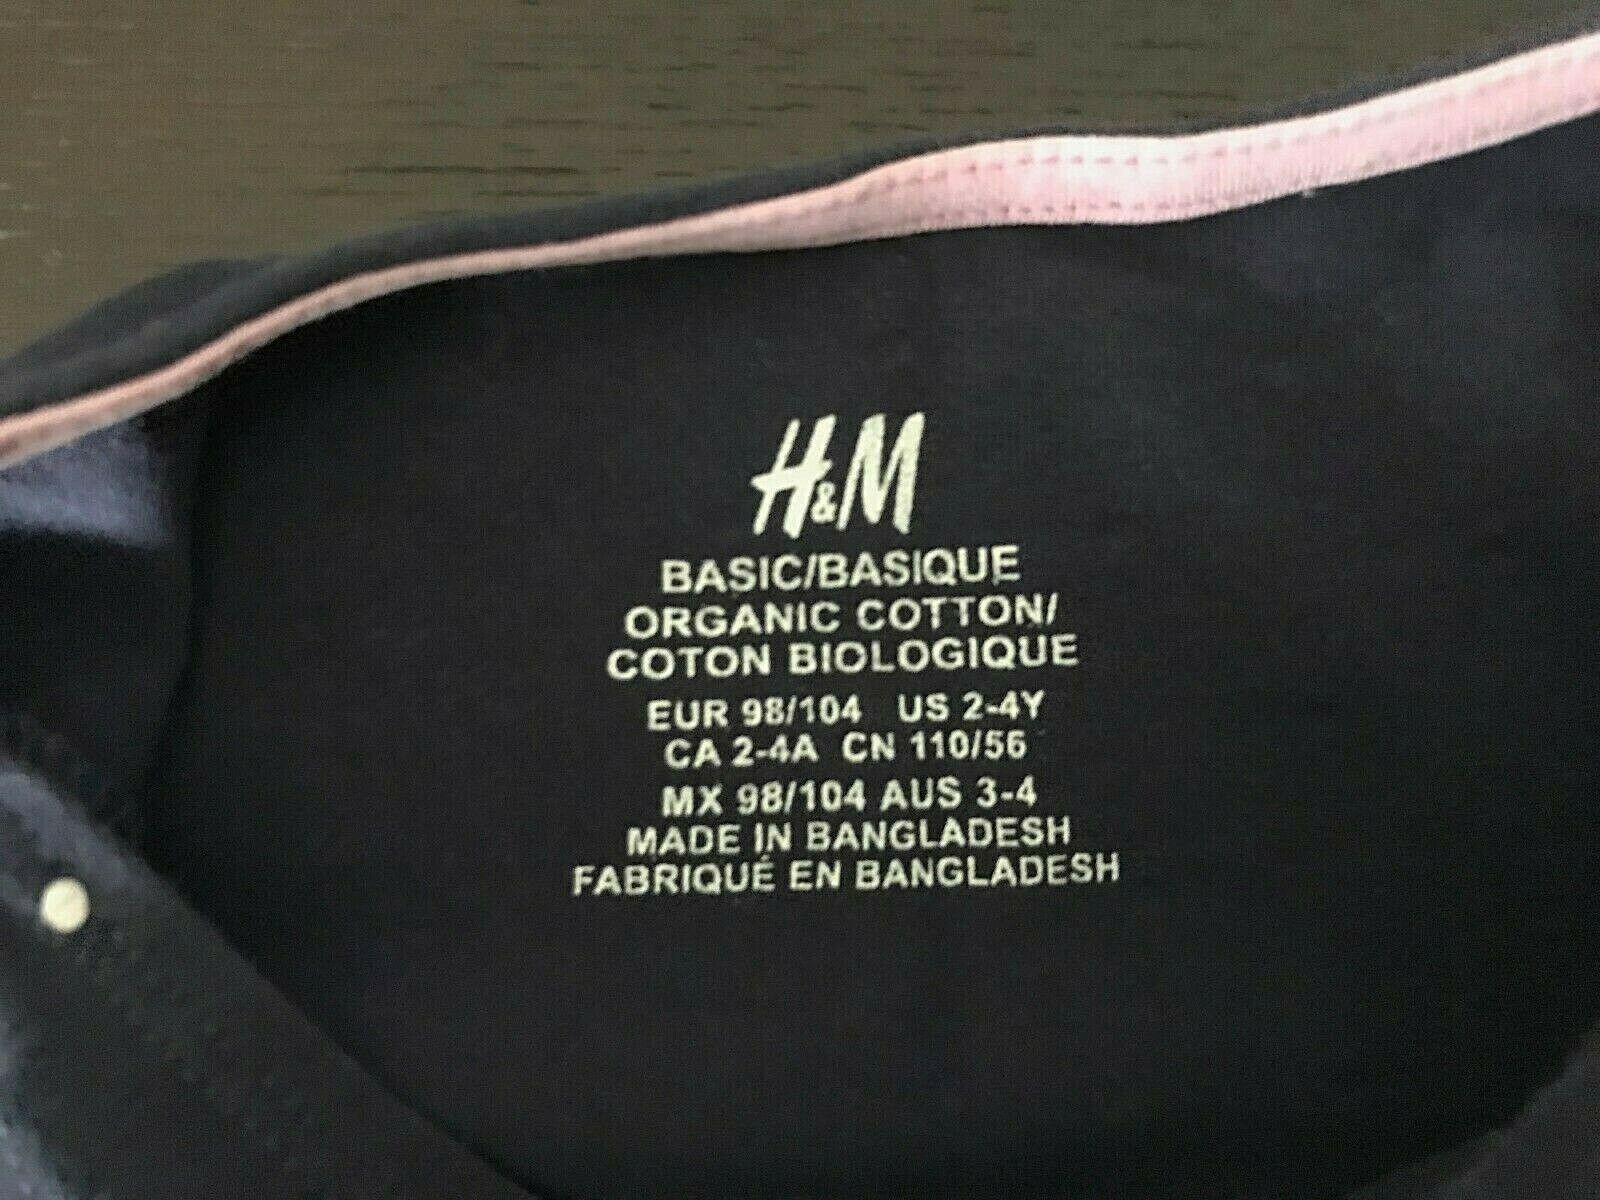 H&M
BASIC/BASIQUE
ORGANIC COTTON/
COTON BIOLOGIQUE
EUR 98/104 US 2-4Y
CA 2-4A CN 110/56
MX 98/104 AUS 3-4
MADE IN BANGLADESH
FABRIQUÉ EN BANGLADESH